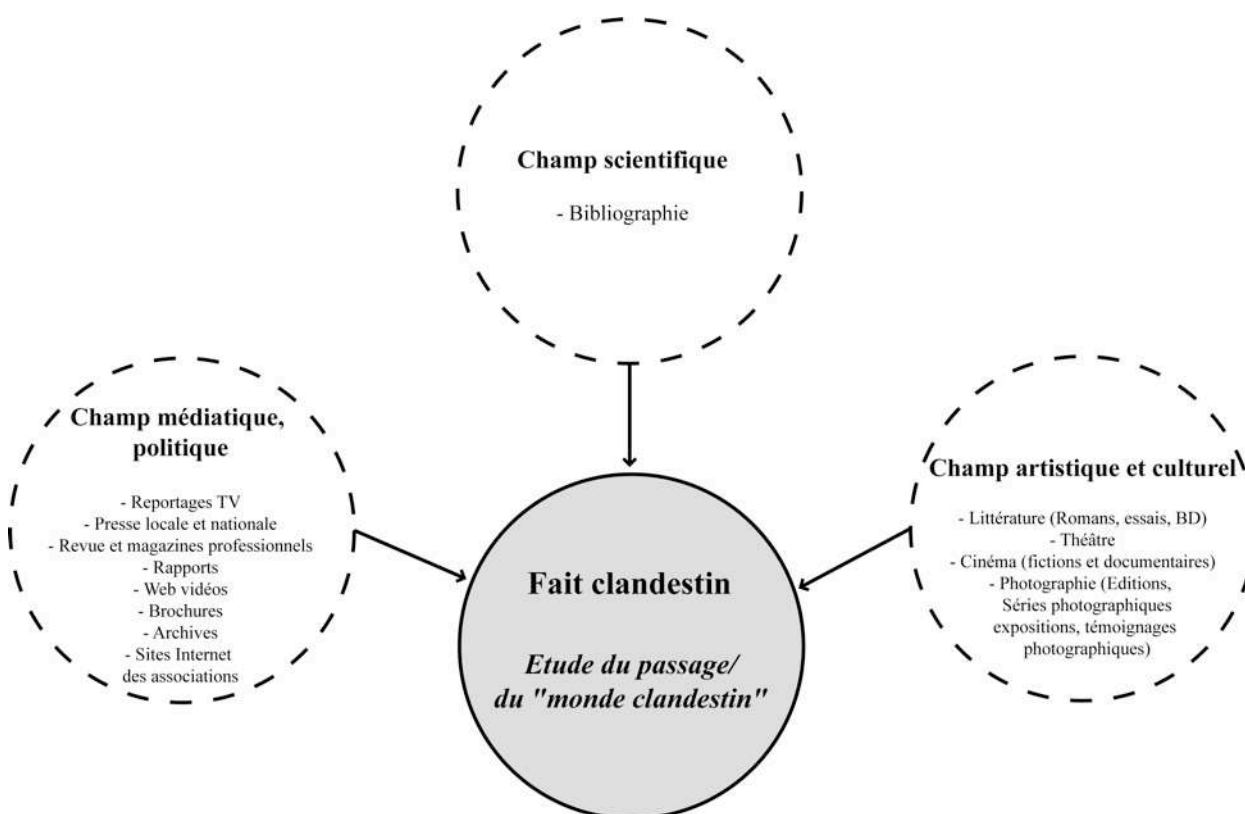 Champ scientifique
- Bibliographie
Champ médiatique,
politique
- Reportages TV
- Presse locale et nationale
- Revue et magazines professionnels
- Rapports
- Web vidéos
- Brochures
- Archives
- Sites Internet
des associations
Champ artistique et culturel
- Littérature (Romans, essais, BD)
- Théâtre
- Cinéma (fictions et documentaires)
- Photographie (Editions,
Séries photographiques
expositions, témoignages
photographiques)
Fait clandestin
Etude du passage/
du "monde clandestin"